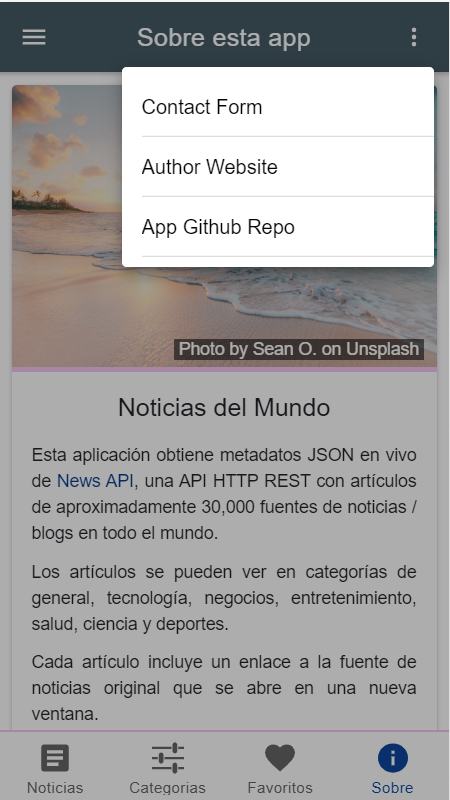 Sobre esta app
Contact Form
Author Website
App Github Repo
Photo by Sean O. on Unsplash
Noticias del Mundo
Esta aplicación obtiene metadatos JSON en vivo
de News API, una API HTTP REST con artículos
de aproximadamente 30,000 fuentes de noticias /
blogs en todo el mundo.
Los artículos se pueden ver en categorías de
general, tecnología, negocios, entretenimiento,
salud, ciencia y deportes.
Cada artículo incluye un enlace a la fuente de
noticias original que se abre en una nueva
ventana.
Noticias Categorias Favoritos Sobre